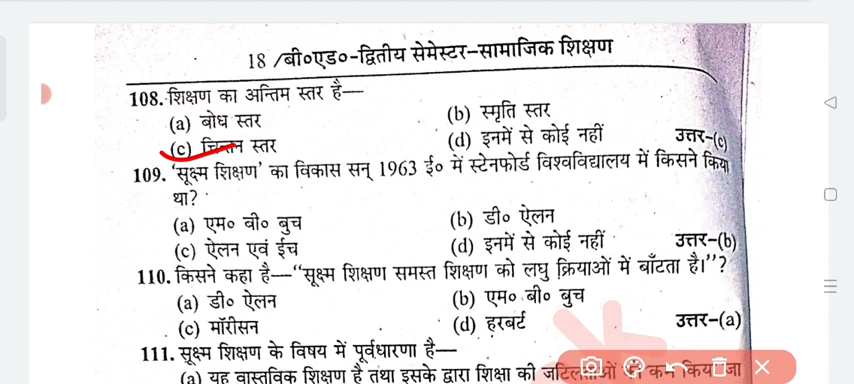 18 /बी०एड०-द्वितीय सेमेस्टर-सामाजिक शिक्षण
108. शिक्षण का अन्तिम स्तर है—
(a) बोध स्तर (b) स्मृति स्तर
(c) चिन्तन स्तर (d) इनमें से कोई नहीं उत्तर-(c)
109. ‘सूक्ष्म शिक्षण’ का विकास सन् 1963 ई० में स्टेनफोर्ड विश्वविद्यालय में किसने किया
था?
(a) एम० बी० बुच (b) डी० ऐलन
(c) ऐलन एवं ईच (d) इनमें से कोई नहीं उत्तर-(b)
110. किसने कहा है—“सूक्ष्म शिक्षण समस्त शिक्षण को लघु क्रियाओं में बाँटता है।”?
(a) डी० ऐलन (b) एम० बी० बुच
(c) मॉरीसन (d) हरबर्ट उत्तर-(a)
111. सूक्ष्म शिक्षण के विषय में पूर्वधारणा है—
(a) यह वास्तविक शिक्षण है तथा इसके द्वारा शिक्षा की कम किया जा